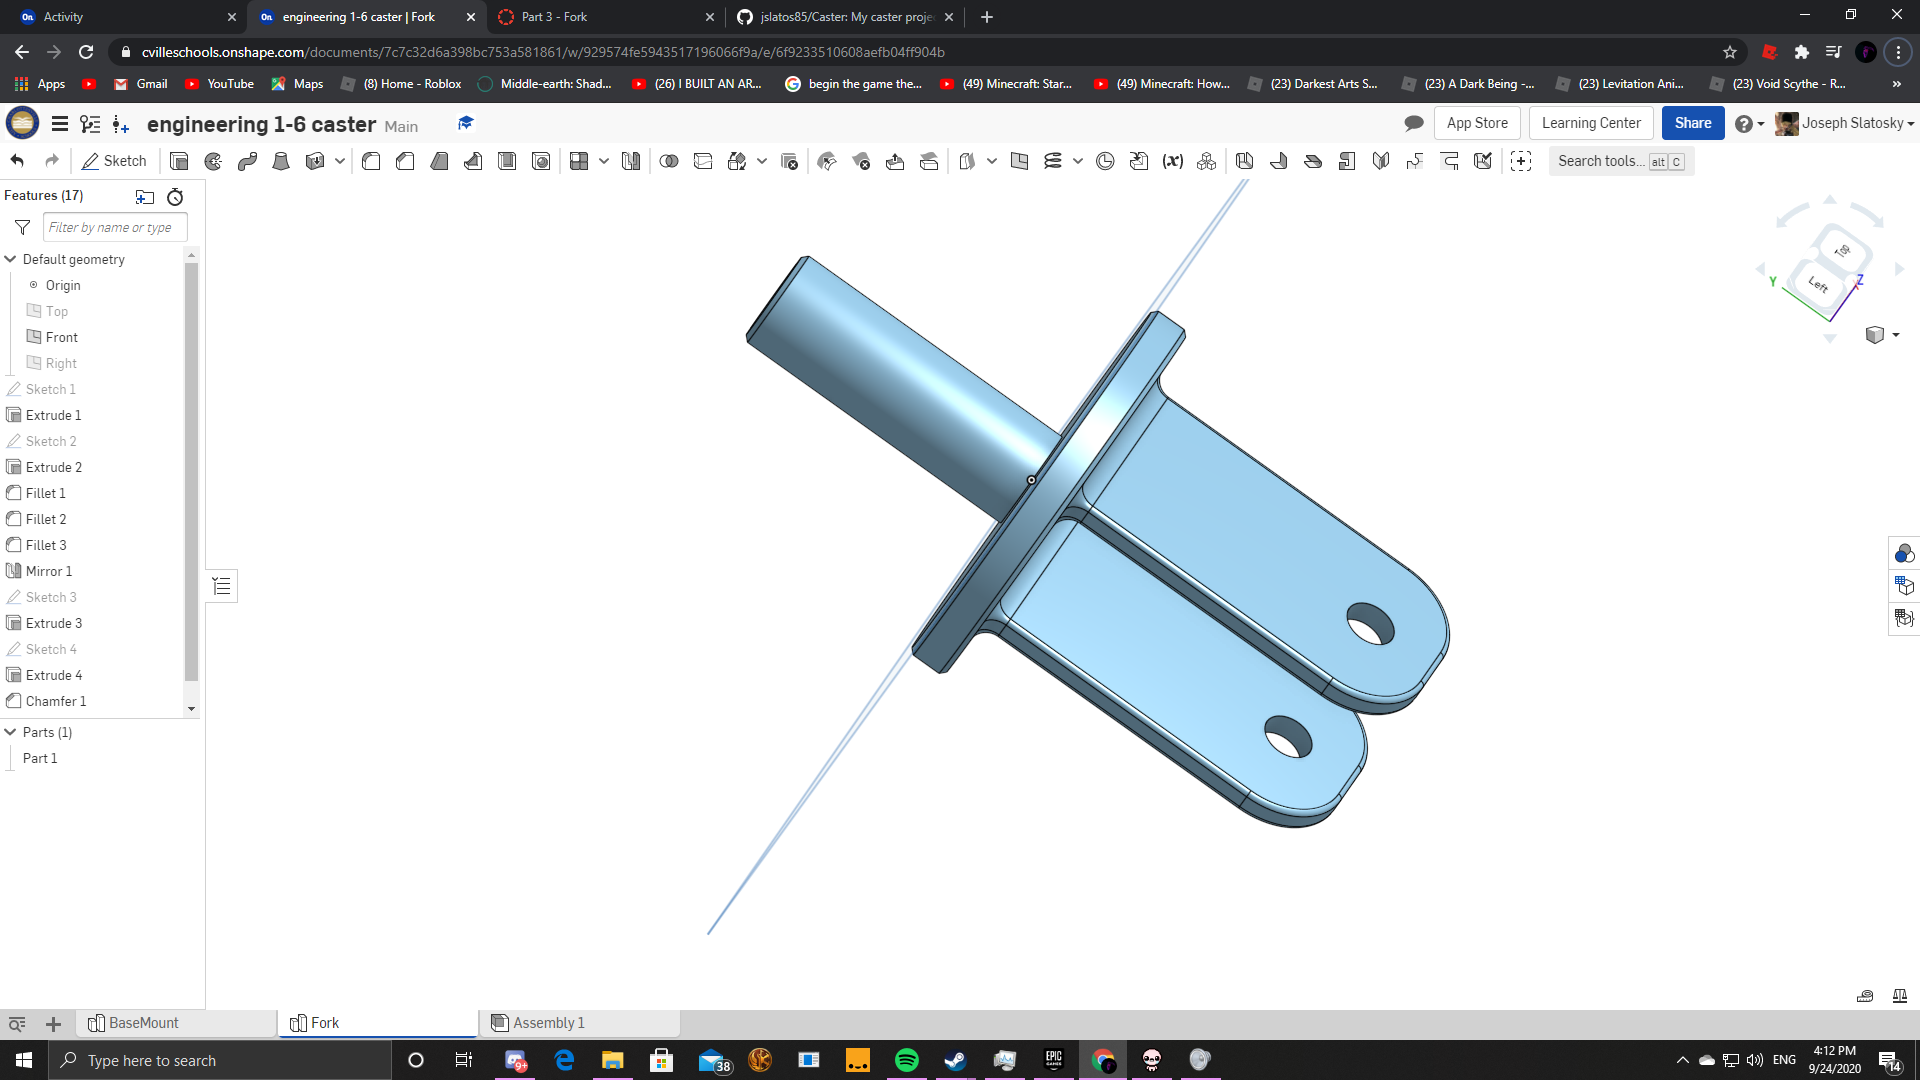 Activity
engineering 1-6 caster | Fork
Part 3 - Fork
jslatos85/Caster: My caster proje
cvilleschools.onshape.com/documents/7c7c32d6a398bc753a581861/w/929574fe5943517196066f9a/e/6f9233510608aefb04ff904b
Apps
Gmail
YouTube
Maps
(8) Home - Roblox
Middle-earth: Shad...
(26) I BUILT AN AR...
begin the game the...
(49) Minecraft: Star...
(49) Minecraft: How...
(23) Darkest Arts S...
(23) A Dark Being -...
(23) Levitation Ani...
(23) Void Scythe - R...
»
engineering 1-6 caster Main
App Store
Learning Center
Share
Joseph Slatosky
Sketch
Search tools... alt C
Features (17)
Filter by name or type
Default geometry
Origin
Top
Front
Right
Sketch 1
Extrude 1
Sketch 2
Extrude 2
Fillet 1
Fillet 2
Fillet 3
Mirror 1
Sketch 3
Extrude 3
Sketch 4
Extrude 4
Chamfer 1
Parts (1)
Part 1
Top
Left
Y
Z
BaseMount
Fork
Assembly 1
Type here to search
9+
38
EPIC GAMES
ENG
4:12 PM
9/24/2020
14